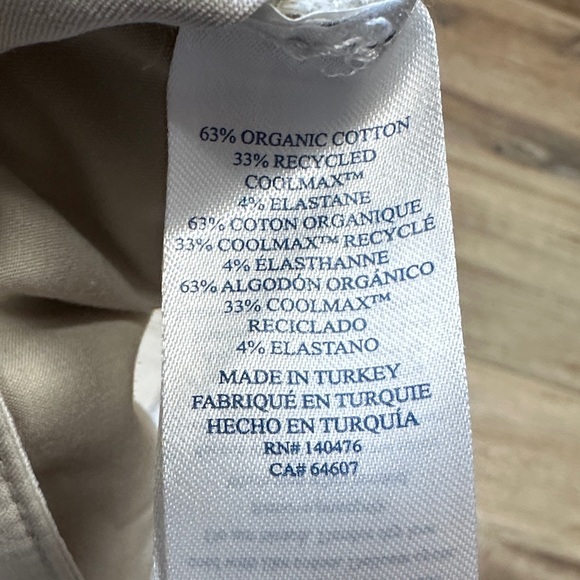 63% ORGANIC COTTON
33% RECYCLED
COOLMAX™
4% ELASTANE
63% COTON ORGANIQUE
33% COOLMAX™ RECYCLÉ
4% ÉLASTHANNE
63% ALGODÓN ORGÁNICO
33% COOLMAX™
RECICLADO
4% ELASTANO
MADE IN TURKEY
FABRIQUÉ EN TURQUIE
HECHO EN TURQUÍA
RN# 140476
CA# 64607